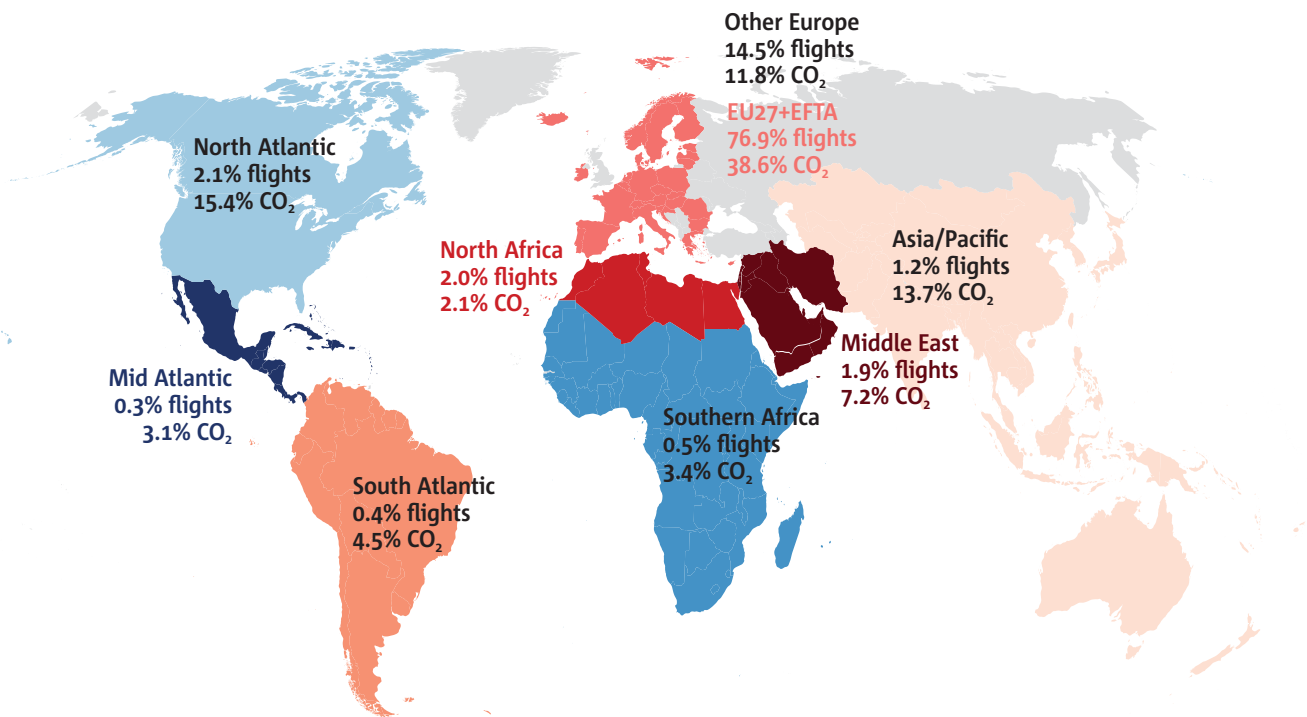 Other Europe
14.5% flights
11.8% CO₂
EU27+EFTA
76.9% flights
38.6% CO₂
North Atlantic
2.1% flights
15.4% CO₂
North Africa
2.0% flights
2.1% CO₂
Asia/Pacific
1.2% flights
13.7% CO₂
Middle East
1.9% flights
7.2% CO₂
Mid Atlantic
0.3% flights
3.1% CO₂
Southern Africa
0.5% flights
3.4% CO₂
South Atlantic
0.4% flights
4.5% CO₂